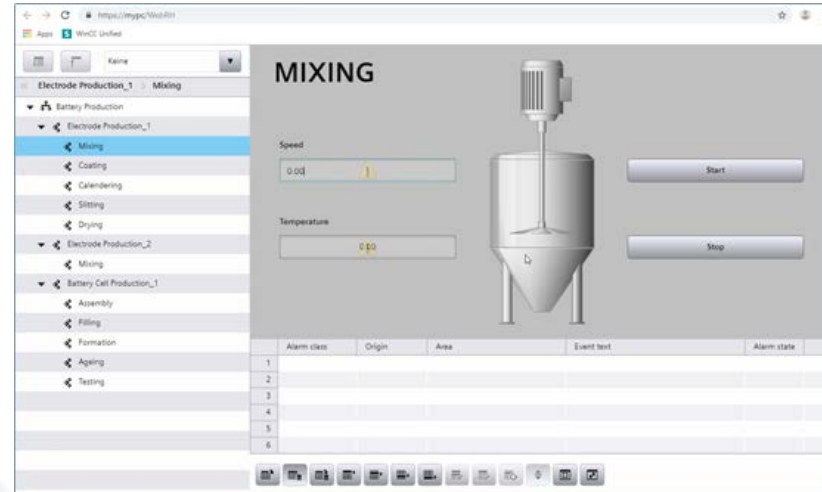 https://mypc/WebRH
Apps WinCC Unified
Keine
Electrode Production_1 Mixing
Battery Production
Electrode Production_1
Mixing
Coating
Calendering
Slitting
Drying
Electrode Production_2
Mixing
Battery Cell Production_1
Assembly
Filling
Formation
Ageing
Testing
MIXING
Speed
0.00
Start
Temperature
0.00
Stop
Alarm class Origin Area Event text Alarm state
1
2
3
4
5
6